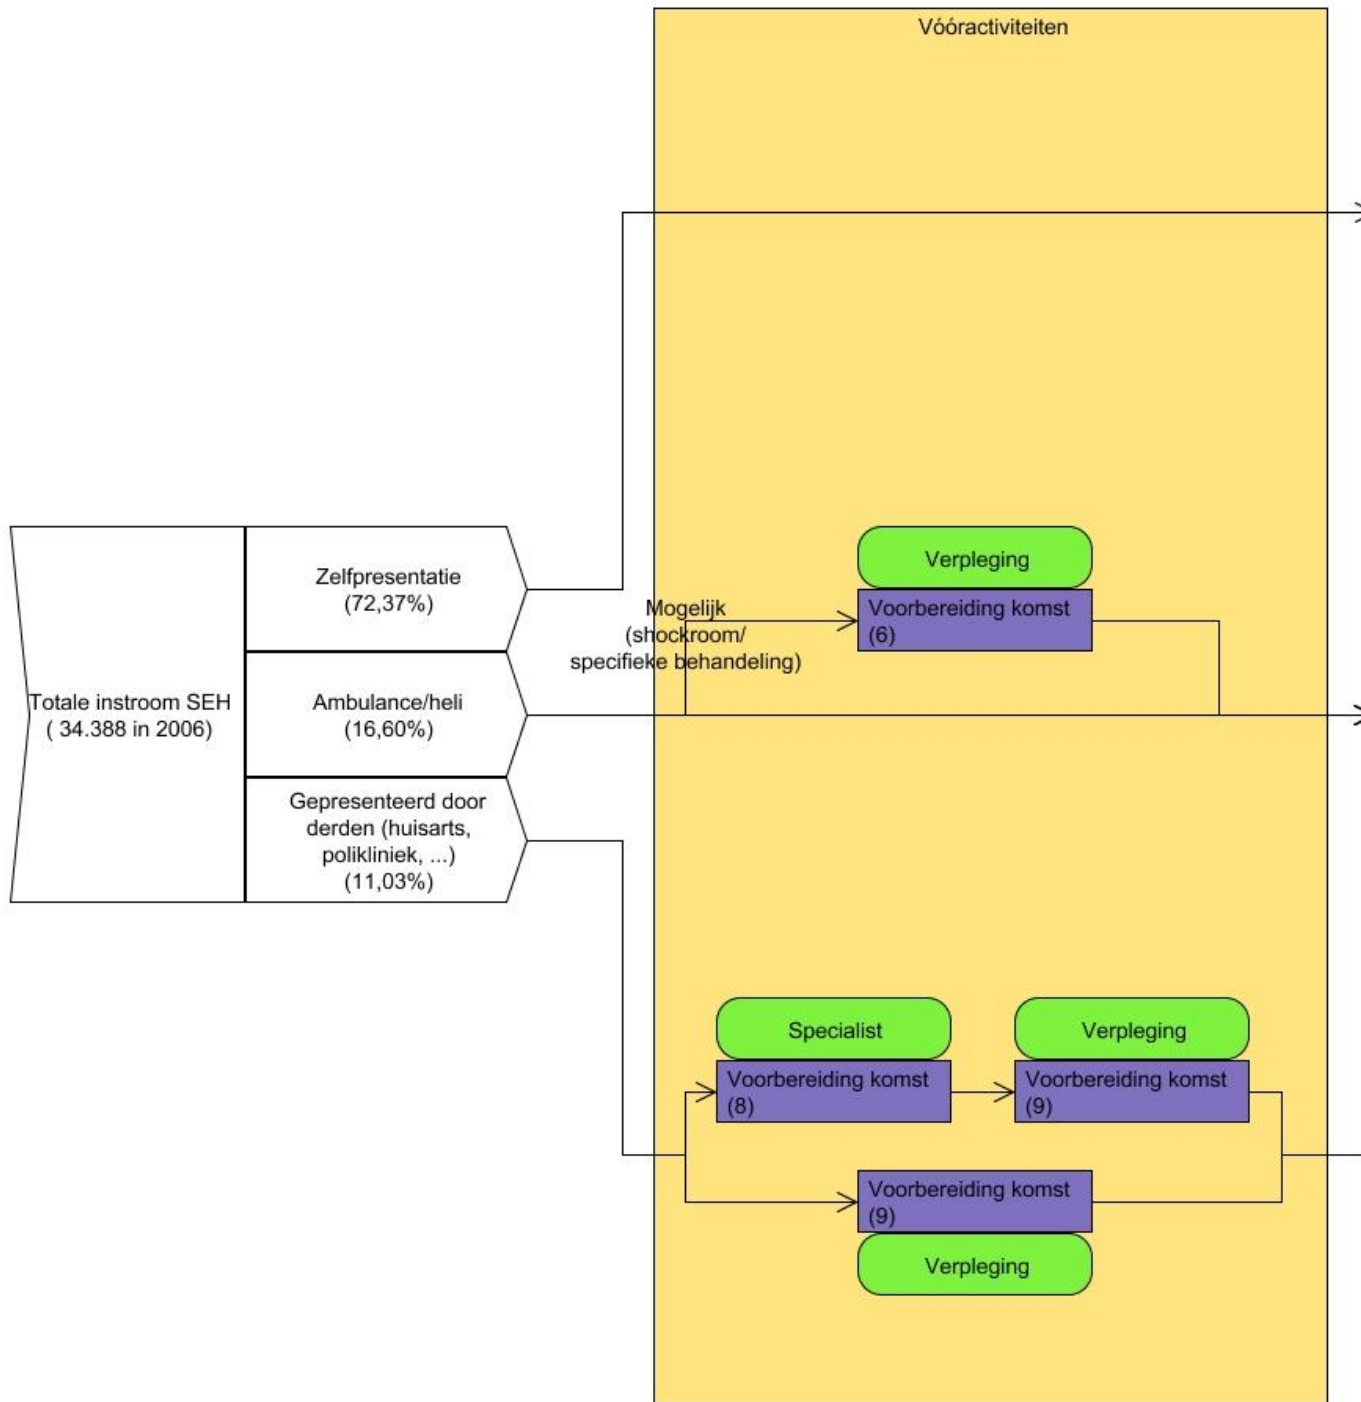 Vóóractiviteiten
Zelfpresentatie
(72,37%)
Totale instroom SEH
( 34.388 in 2006)
Ambulance/heli
(16,60%)
Gepresenteerd door
derden (huisarts,
polikliniek, ...)
(11,03%)
Mogelijk
(shockroom/
specifieke behandeling)
Verpleging
Voorbereiding komst
(6)
Specialist
Voorbereiding komst
(8)
Verpleging
Voorbereiding komst
(9)
Voorbereiding komst
(9)
Verpleging